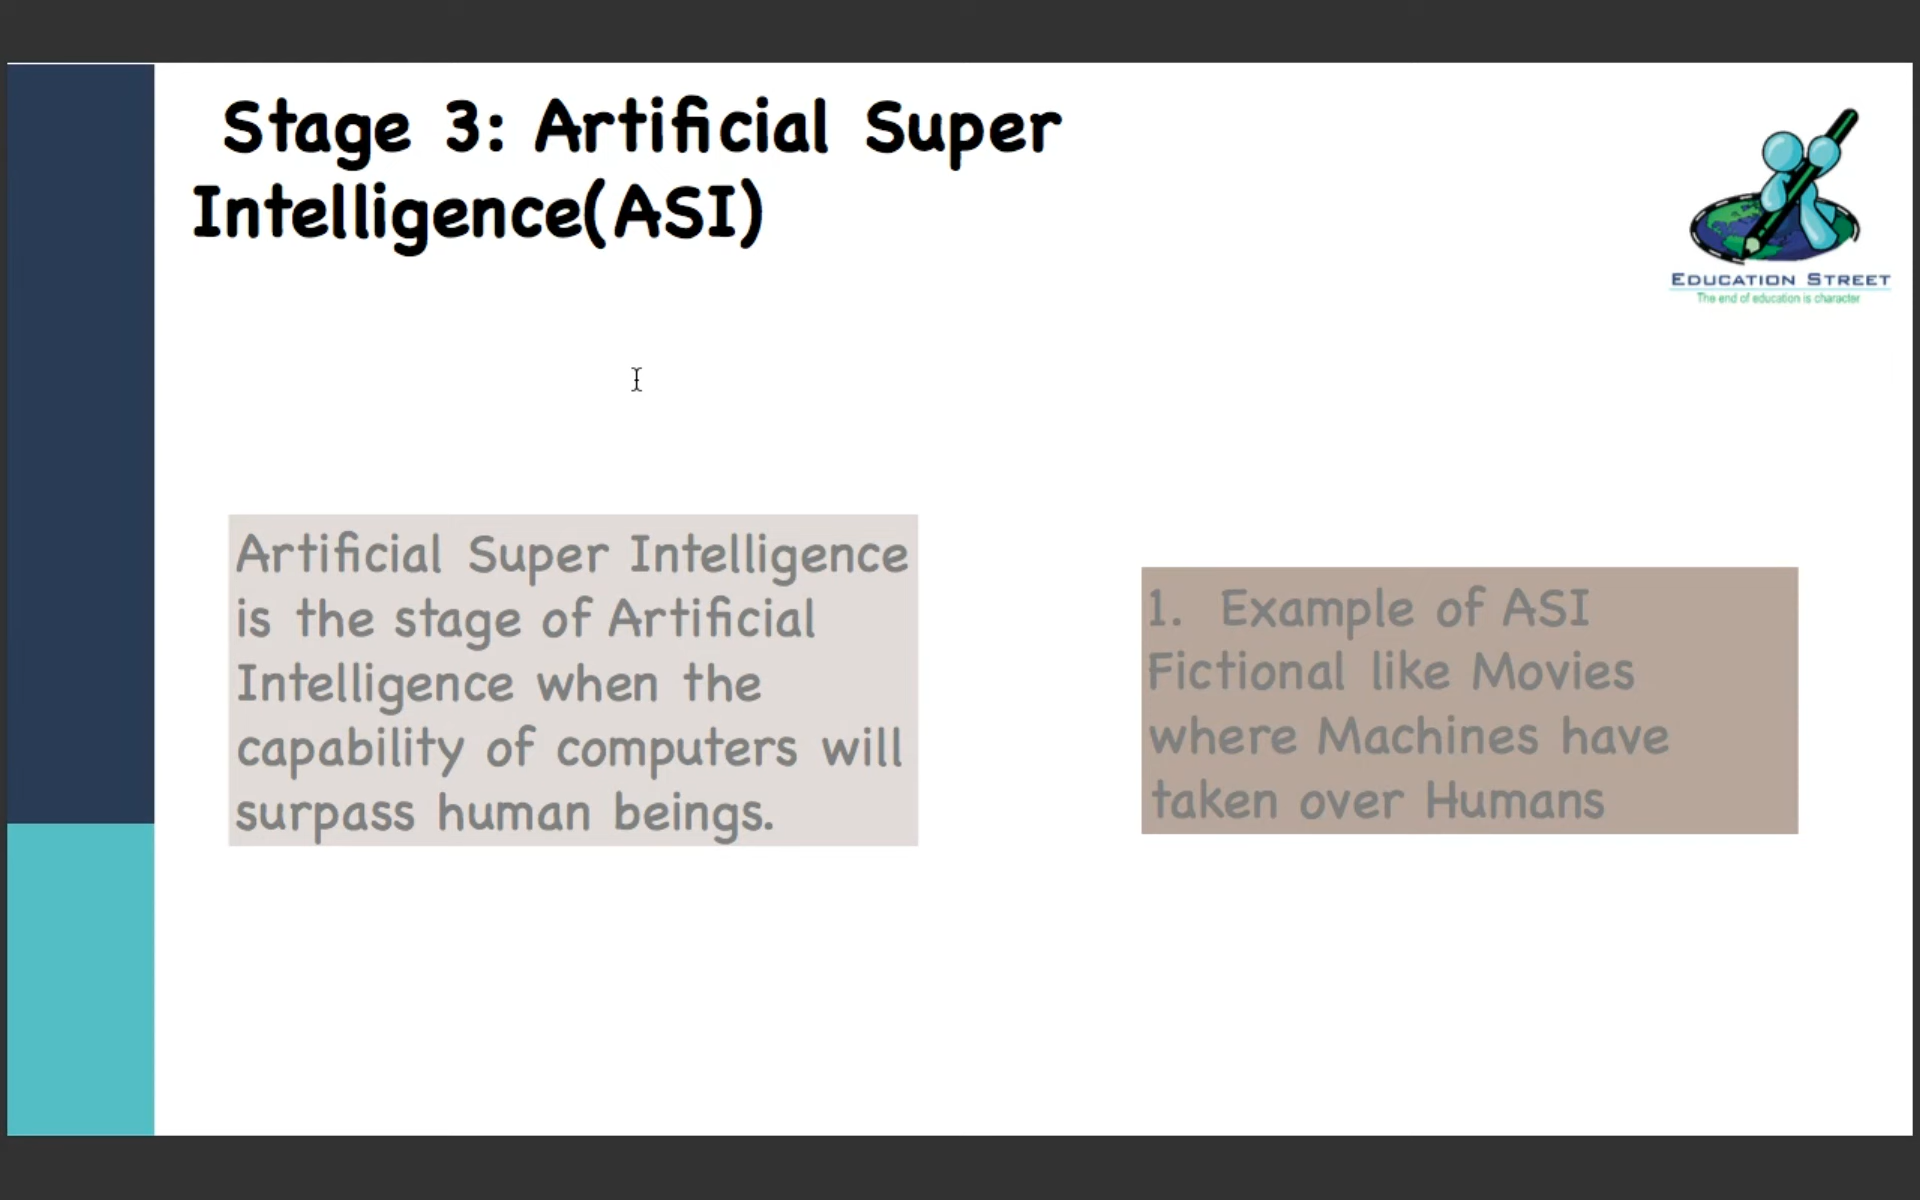 Stage 3: Artificial Super
Intelligence(ASI)
EDUCATION STREET
The end of education is character
Artificial Super Intelligence
is the stage of Artificial
Intelligence when the
capability of computers will
surpass human beings.
1. Example of ASI
Fictional like Movies
where Machines have
taken over Humans